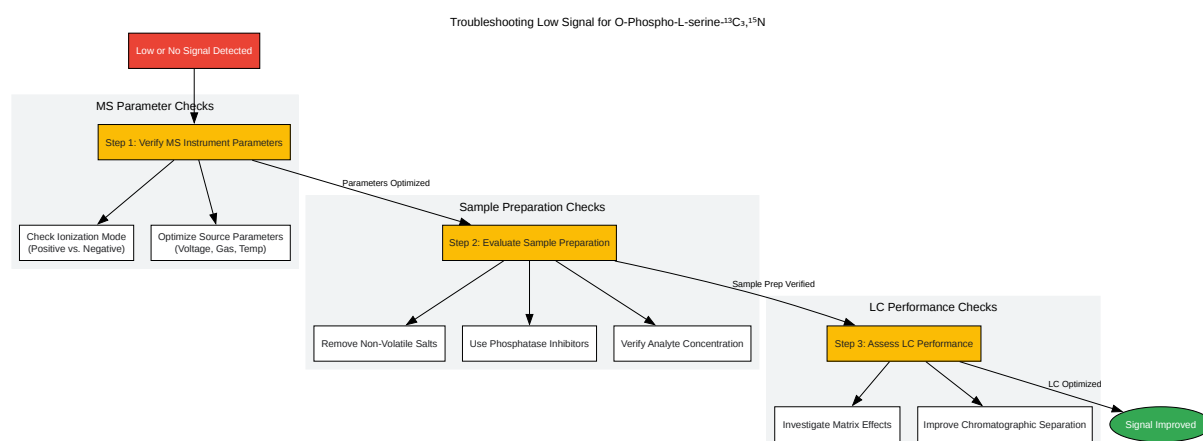 Troubleshooting Low Signal for O-Phospho-L-serine-¹³C₃,¹⁵N
Low or No Signal Detected
MS Parameter Checks
Step 1: Verify MS Instrument Parameters
Parameters Optimized
Check Ionization Mode
(Positive vs. Negative)
Optimize Source Parameters
(Voltage, Gas, Temp)
Sample Preparation Checks
Step 2: Evaluate Sample Preparation
Sample Prep Verified
Remove Non-Volatile Salts
Use Phosphatase Inhibitors
Verify Analyte Concentration
LC Performance Checks
Step 3: Assess LC Performance
LC Optimized
Investigate Matrix Effects
Improve Chromatographic Separation
Signal Improved